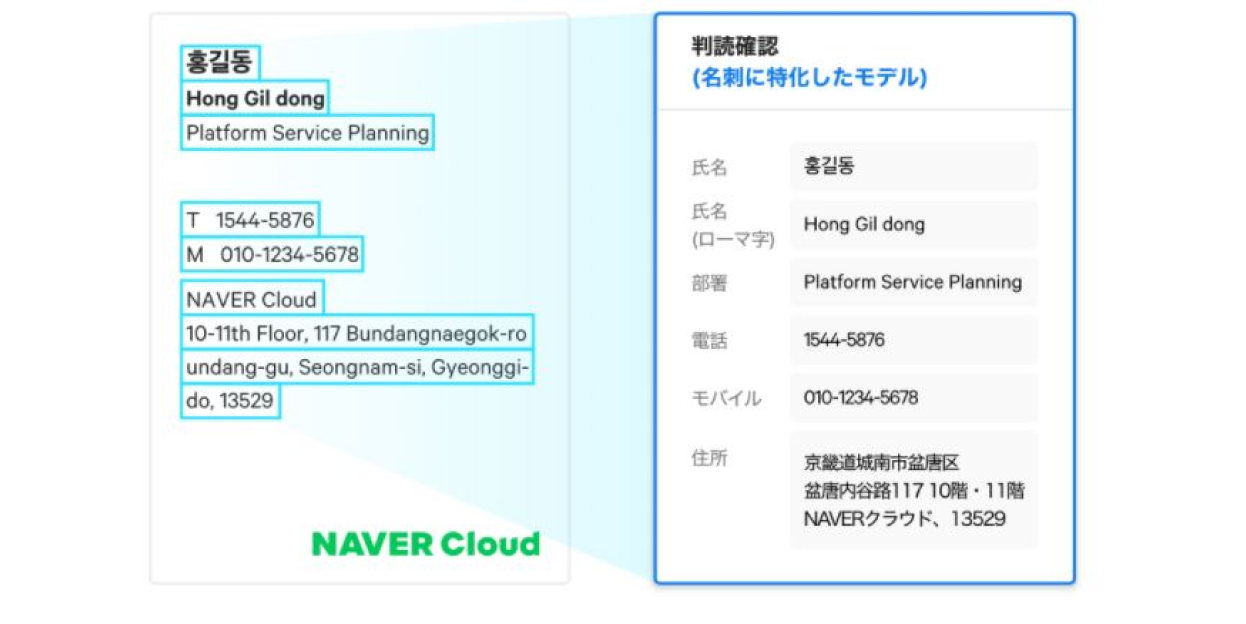 홍길동
Hong Gil dong
Platform Service Planning
T 1544-5876
M 010-1234-5678
NAVER Cloud
10-11th Floor, 117 Bundangnaegok-ro
undang-gu, Seongnam-si, Gyeonggi-
do, 13529
NAVER Cloud
判読確認
(名刺に特化したモデル)
氏名
홍길동
氏名
(ローマ字)
Hong Gil dong
部署
Platform Service Planning
電話
1544-5876
モバイル
010-1234-5678
住所
京畿道城南市盆唐区
盆唐内谷路117 10階・11階
NAVERクラウド、13529